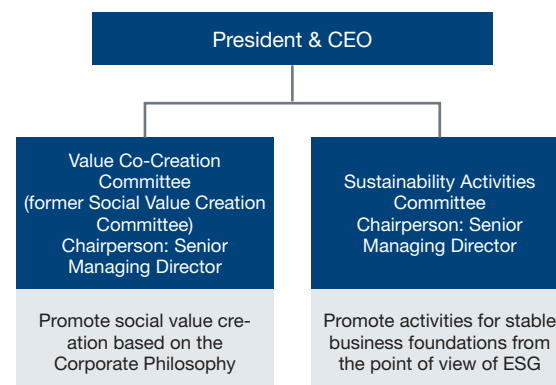 President & CEO
Value Co-Creation
Committee
(former Social Value Creation
Committee)
Chairperson: Senior
Managing Director
Sustainability Activities
Committee
Chairperson: Senior
Managing Director
Promote social value cre-
ation based on the
Corporate Philosophy
Promote activities for stable
business foundations from
the point of view of ESG